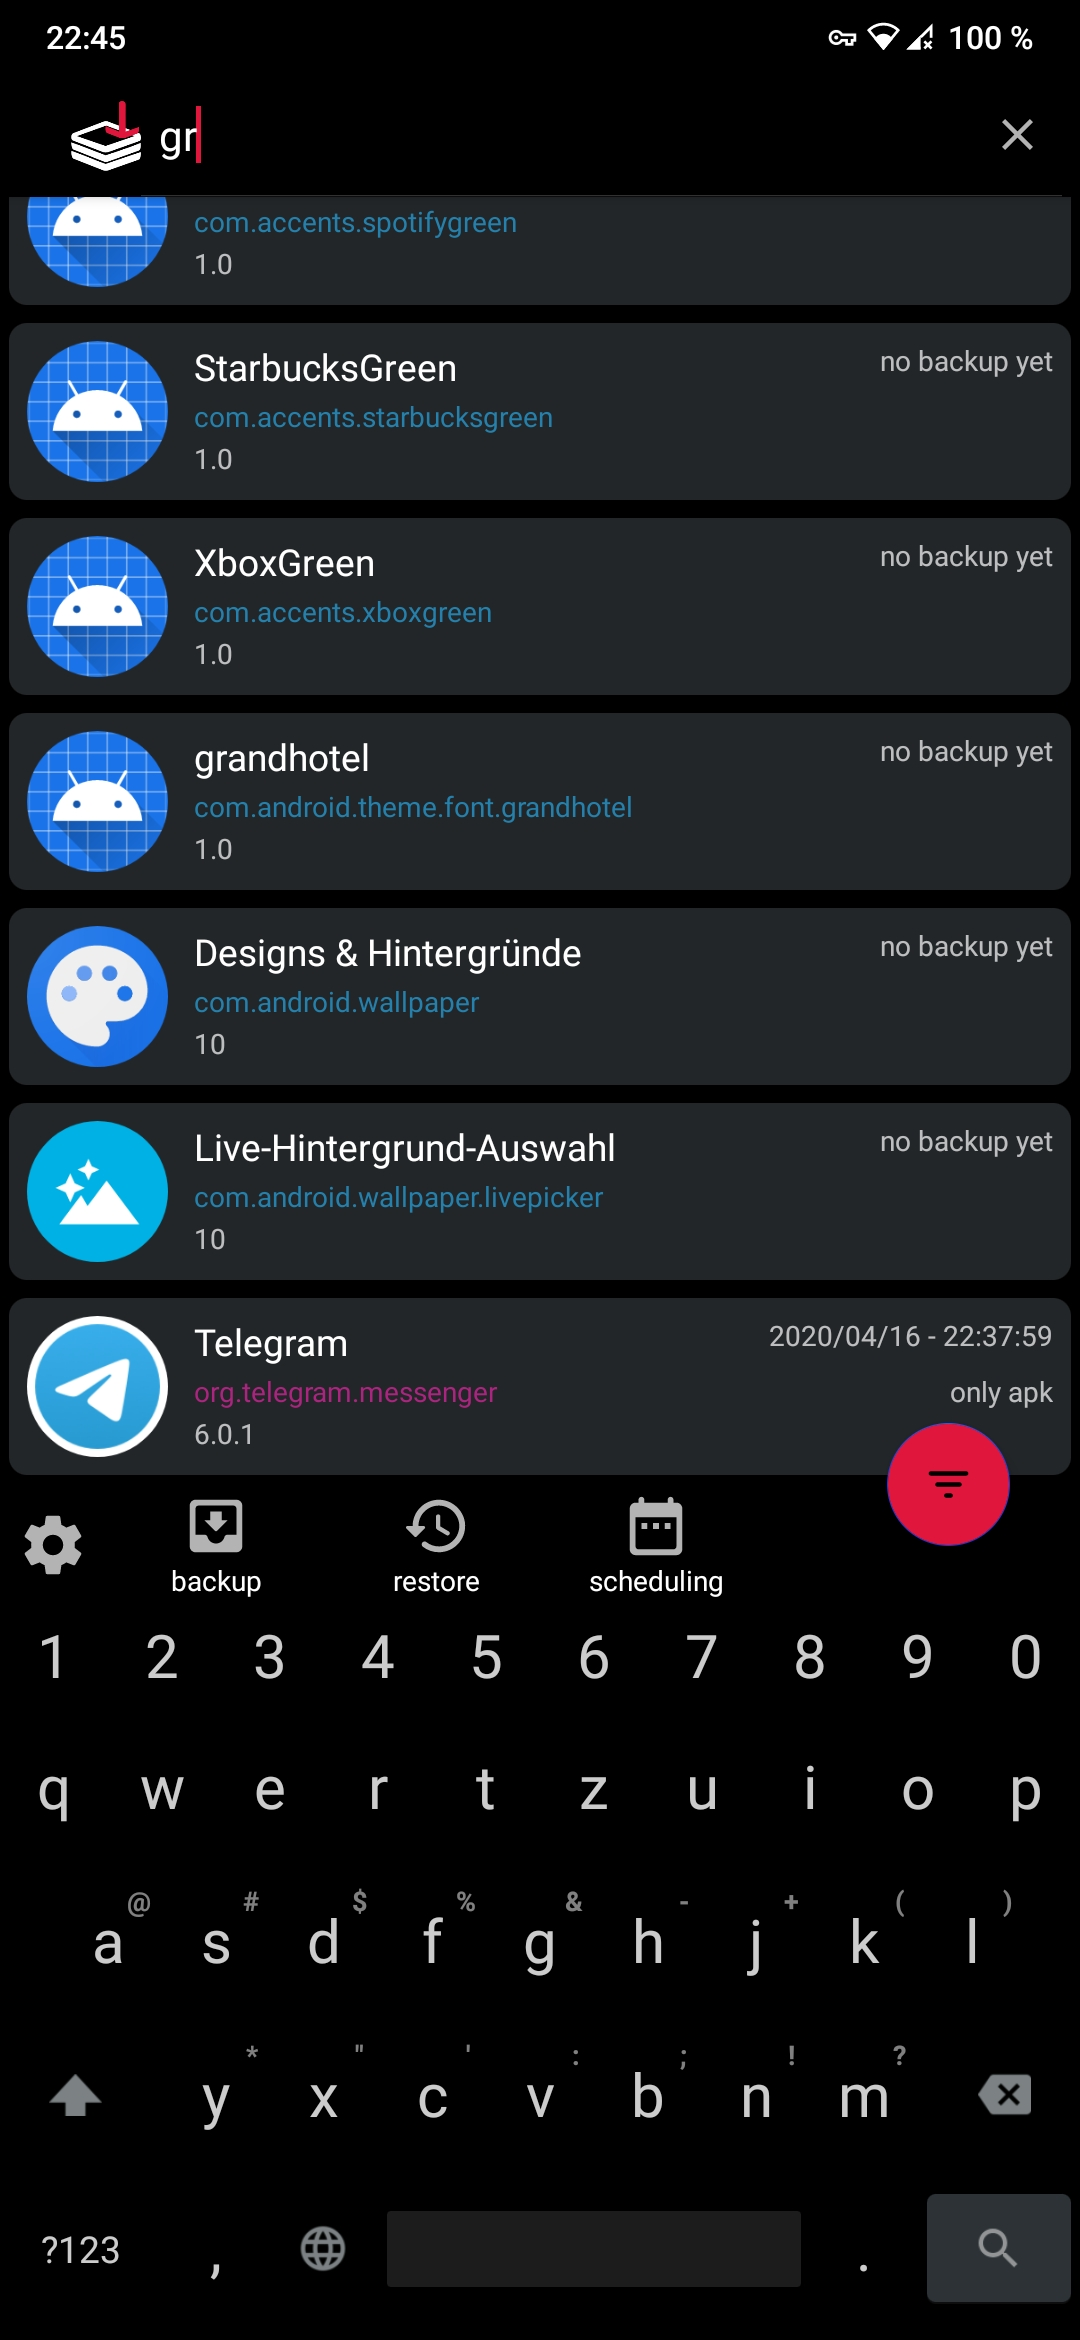 22:45
100 %
gr
com.accents.spotifygreen
1.0
StarbucksGreen
no backup yet
com.accents.starbucksgreen
1.0
XboxGreen
no backup yet
com.accents.xboxgreen
1.0
grandhotel
no backup yet
com.android.theme.font.grandhotel
1.0
Designs & Hintergründe
no backup yet
com.android.wallpaper
10
Live-Hintergrund-Auswahl
no backup yet
com.android.wallpaper.livepicker
10
Telegram
2020/04/16 - 22:37:59
org.telegram.messenger
only apk
6.0.1
backup restore scheduling
1 2 3 4 5 6 7 8 9 0
q w e r t z u i o p
@ # $ % & - + ( )
a s d f g h j k l
* " ' : ; ! ?
y x c v b n m
?123 , .